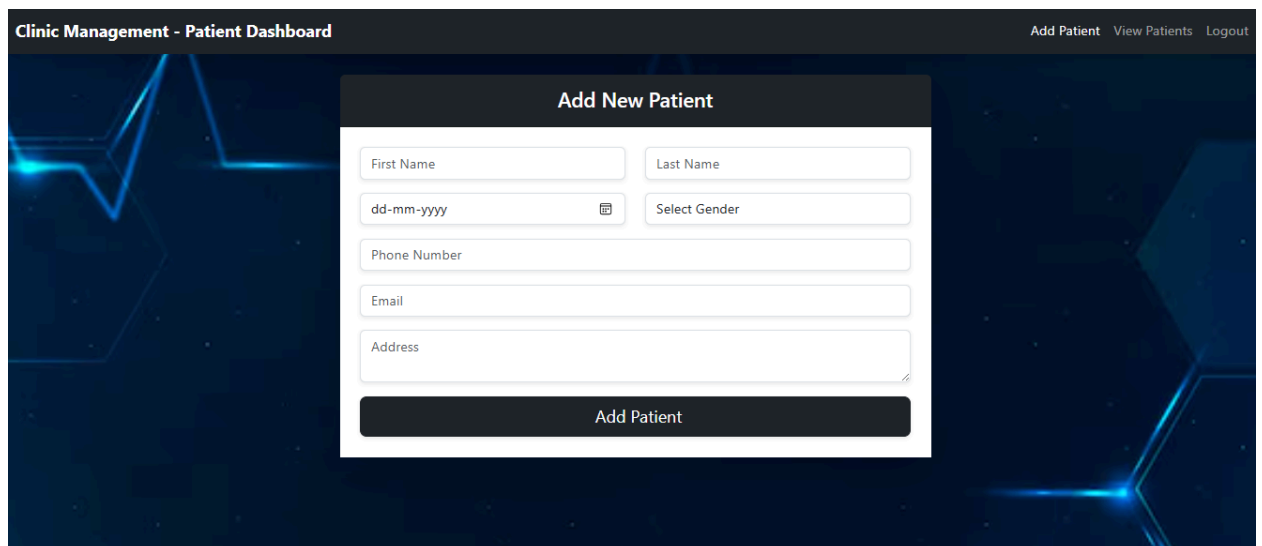 Clinic Management - Patient Dashboard
Add Patient View Patients Logout
Add New Patient
First Name
Last Name
dd-mm-yyyy
Select Gender
Phone Number
Email
Address
Add Patient